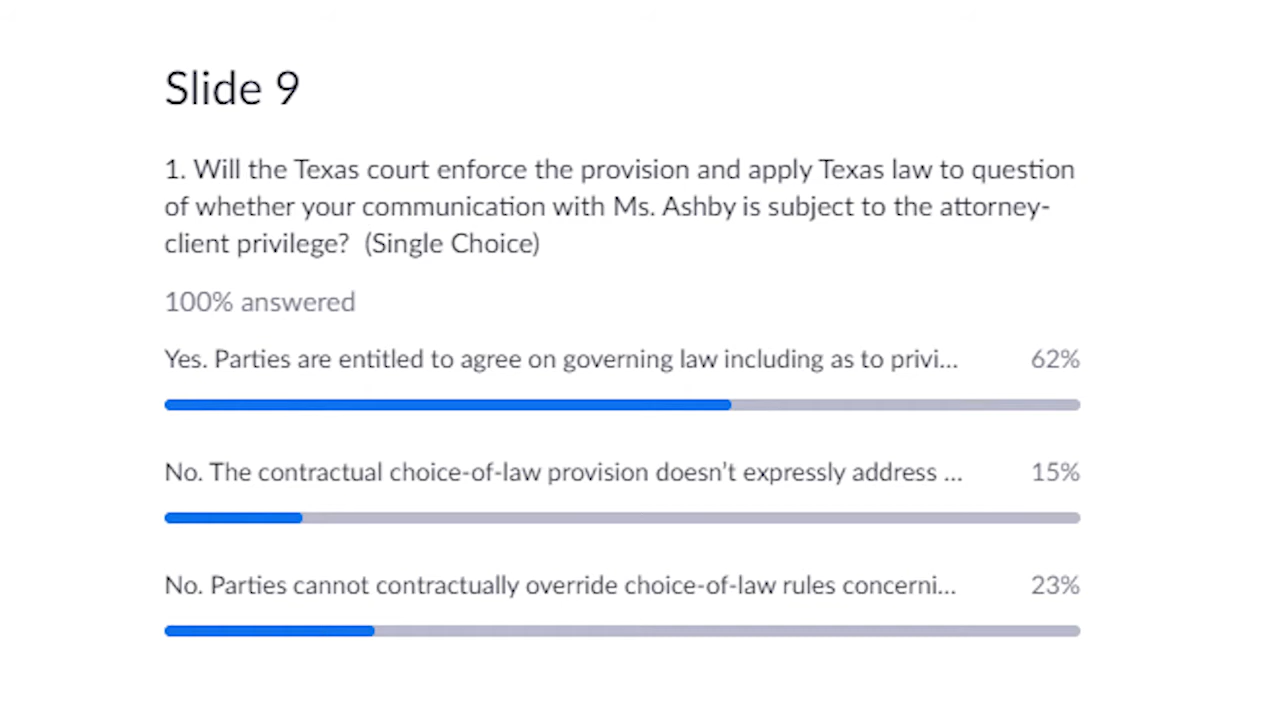 Slide 9
1. Will the Texas court enforce the provision and apply Texas law to question
of whether your communication with Ms. Ashby is subject to the attorney-
client privilege?  (Single Choice)
100% answered
Yes. Parties are entitled to agree on governing law including as to privi... 62%
No. The contractual choice-of-law provision doesn't expressly address ... 15%
No. Parties cannot contractually override choice-of-law rules concerni... 23%